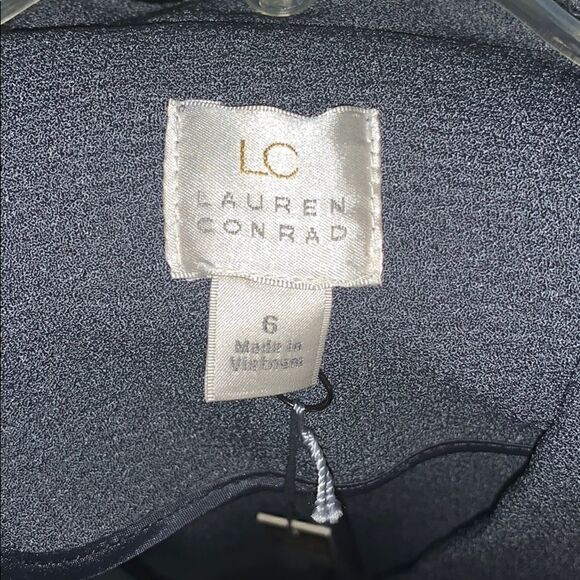 LC
LAUREN
CONRAD
6
Made in
Vietnam